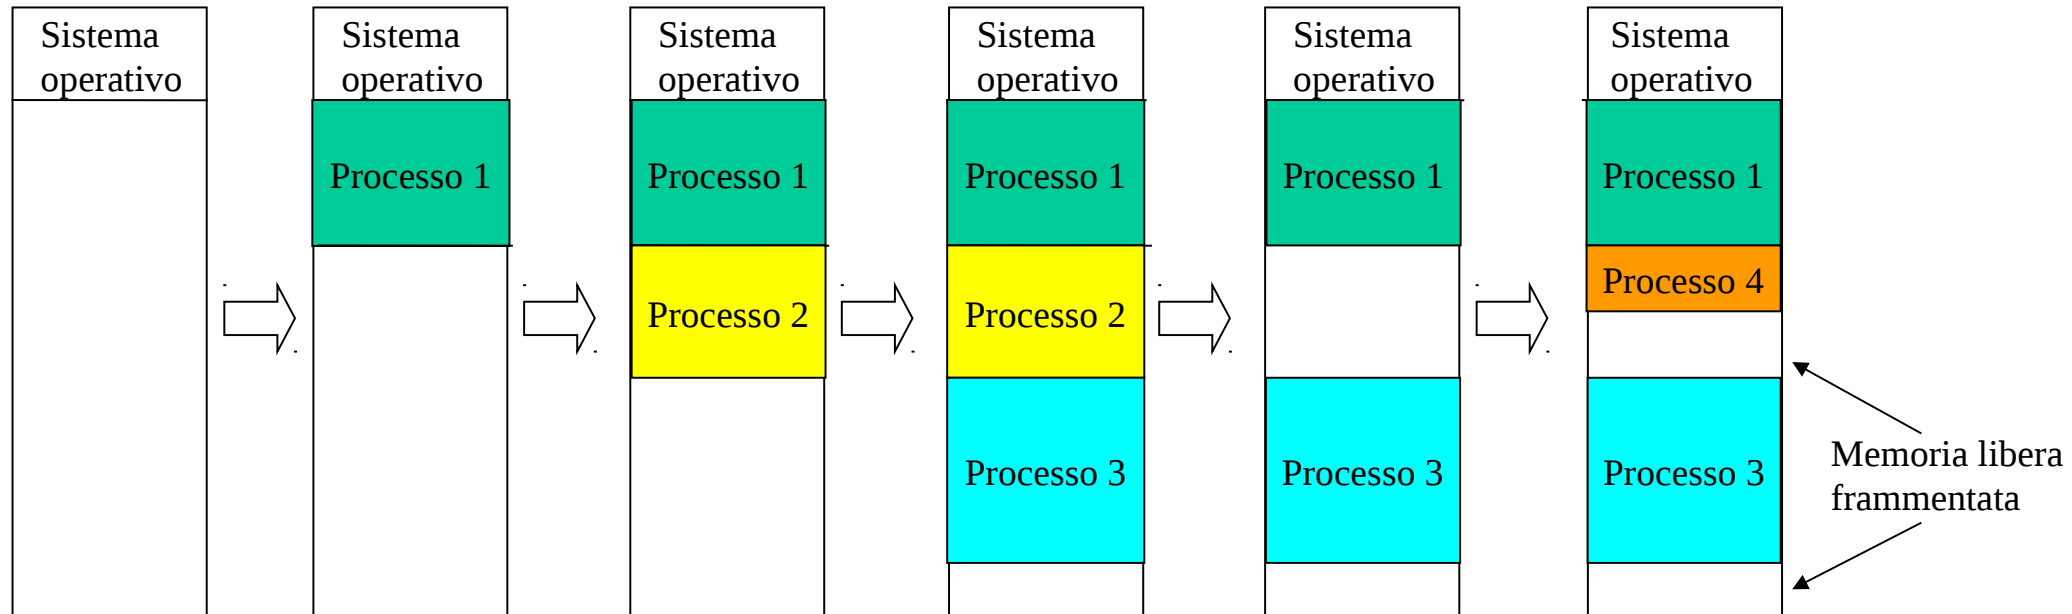 Sistema
operativo
Sistema
operativo
Processo 1
Sistema
operativo
Processo 1
Processo 2
Sistema
operativo
Processo 1
Processo 2
Processo 3
Sistema
operativo
Processo 1
Processo 3
Sistema
operativo
Processo 1
Processo 4
Processo 3
Memoria libera
frammentata